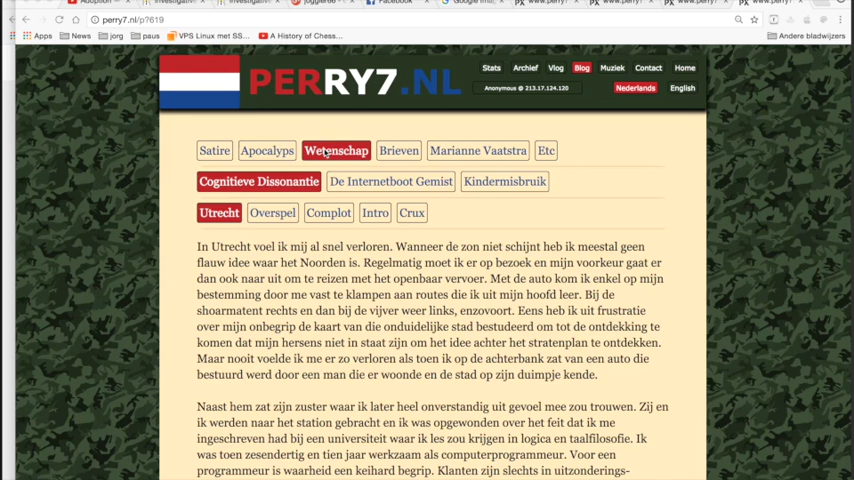 perry7.nl/p?619
Apps News jorg paus VPS Linux met SS... A History of Chess... Andere bladwijzers
PERRY7.NL
Stats Archief Vlog Blog Muziek Contact Home
Anonymous @ 213.17.124.120 Nederlands English
Satire Apocalyps Wetenschap Brieven Marianne Vaatstra Etc
Cognitieve Dissonantie De Internetboot Gemist Kindermisbruik
Utrecht Overspel Complot Intro Crux
In Utrecht voel ik mij al snel verloren. Wanneer de zon niet schijnt heb ik meestal geen
flauw idee waar het Noorden is. Regelmatig moet ik er op bezoek en mijn voorkeur gaat er
dan ook naar uit om te reizen met het openbaar vervoer. Met de auto kom ik enkel op mijn
bestemming door me vast te klampen aan routes die ik uit mijn hoofd leer. Bij de
shoarmatent rechts en dan bij de vijver weer links, enzovoort. Eens heb ik uit frustratie
over mijn onbegrip de kaart van die onduidelijke stad bestudeerd om tot de ontdekking te
komen dat mijn hersens niet in staat zijn om het idee achter het stratenplan te ontdekken.
Maar nooit voelde ik me er zo verloren als toen ik op de achterbank zat van een auto die
bestuurd werd door een man die er woonde en de stad op zijn duimpje kende.
Naast hem zat zijn zuster waar ik later heel onverstandig uit gevoel mee zou trouwen. Zij en
ik werden naar het station gebracht en ik was opgewonden over het feit dat ik me
ingeschreven had bij een universiteit waar ik les zou krijgen in logica en taalfilosofie. Ik
was toen zesendertig en tien jaar werkzaam als computerprogrammeur. Voor een
programmeur is waarheid een keihard begrip. Klanten zijn slechts in uitzonderings-